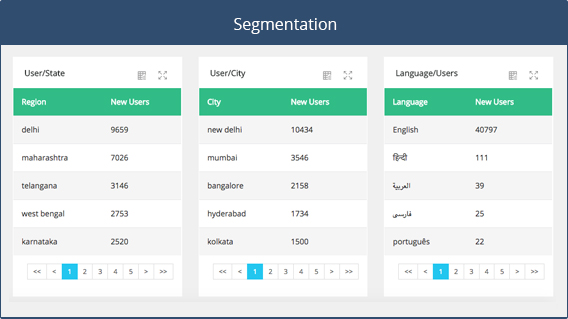 Segmentation
User/State
Region New Users
delhi 9659
maharashtra 7026
telangana 3146
west bengal 2753
karnataka 2520
<< < 1 2 3 4 5 > >>
User/City
City New Users
new delhi 10434
mumbai 3546
bangalore 2158
hyderabad 1734
kolkata 1500
<< < 1 2 3 4 5 > >>
Language/Users
Language New Users
English 40797
हिन्दी 111
العربية 39
فارسی 25
português 22
<< < 1 2 3 4 5 > >>